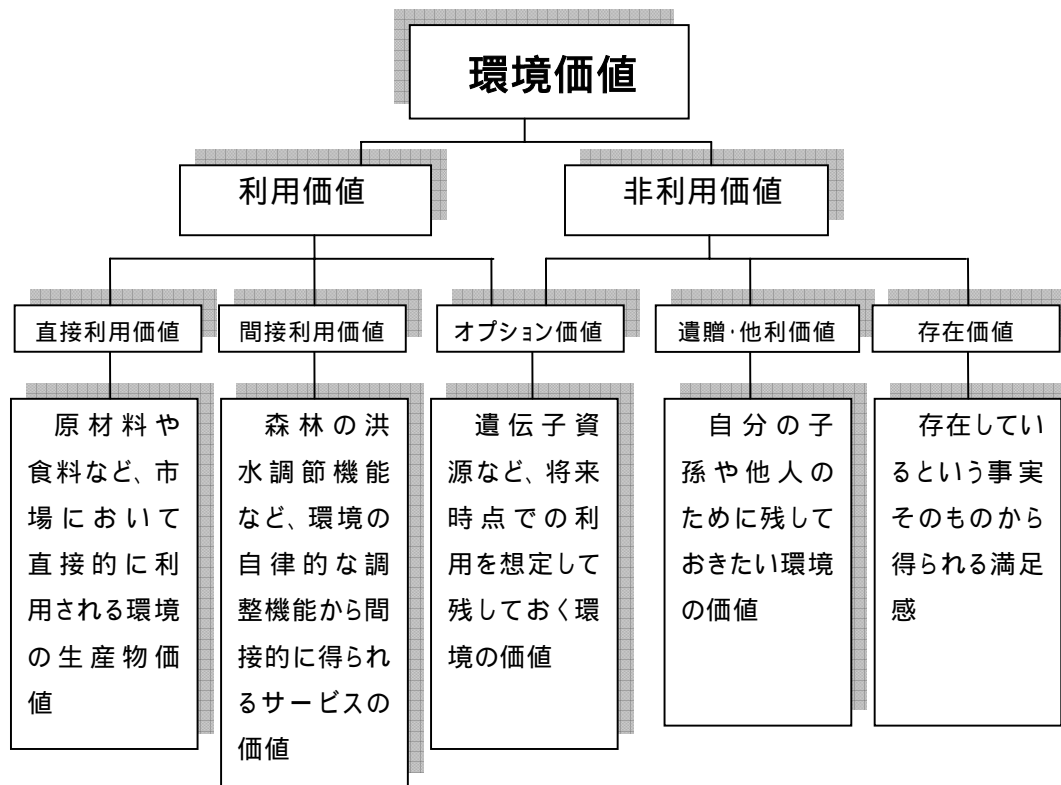 環境価値
利用価値
非利用価値
直接利用価値
間接利用価値
オプション価値
遺贈・他利価値
存在価値
原材料や
食料など、市
場において
直接的に利
用される環境
の生産物価
値
森林の洪
水調節機能
など、環境の
自律的な調
整機能から間
接的に得られ
るサービスの
価値
遺伝子資
源など、将来
時点での利
用を想定して
残しておく環
境の価値
自分の子
孫や他人の
ために残して
おきたい環境
の価値
存在してい
るという事実
そのものから
得られる満足
感